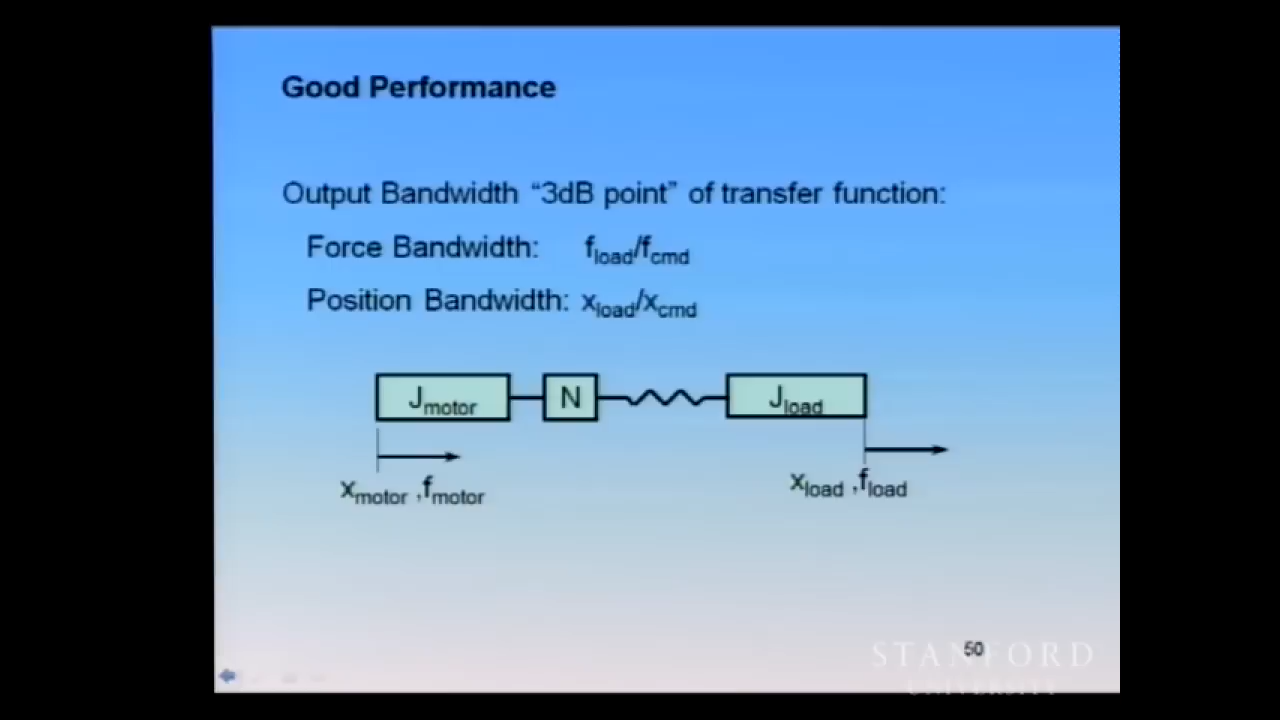 Good Performance
Output Bandwidth “3dB point” of transfer function:
Force Bandwidth: fload/fcmd
Position Bandwidth: xload/xcmd
Jmotor N Jload
xmotor ,fmotor xload ,fload
50
STANFORD
UNIVERSITY